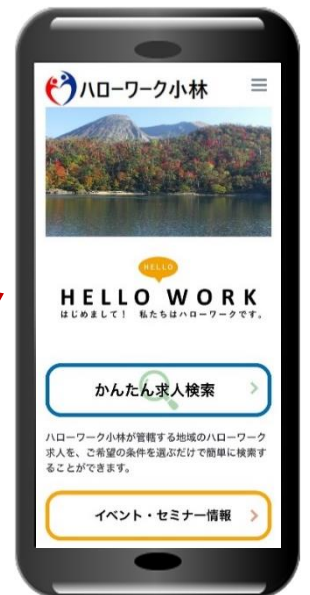 ハローワーク小林
HELLO
HELLO WORK
はじめまして! 私たちはハローワークです。
かんたん求人検索
ハローワーク小林が管轄する地域のハローワーク
求人を、ご希望の条件を選ぶだけで簡単に検索す
ることができます。
イベント・セミナー情報